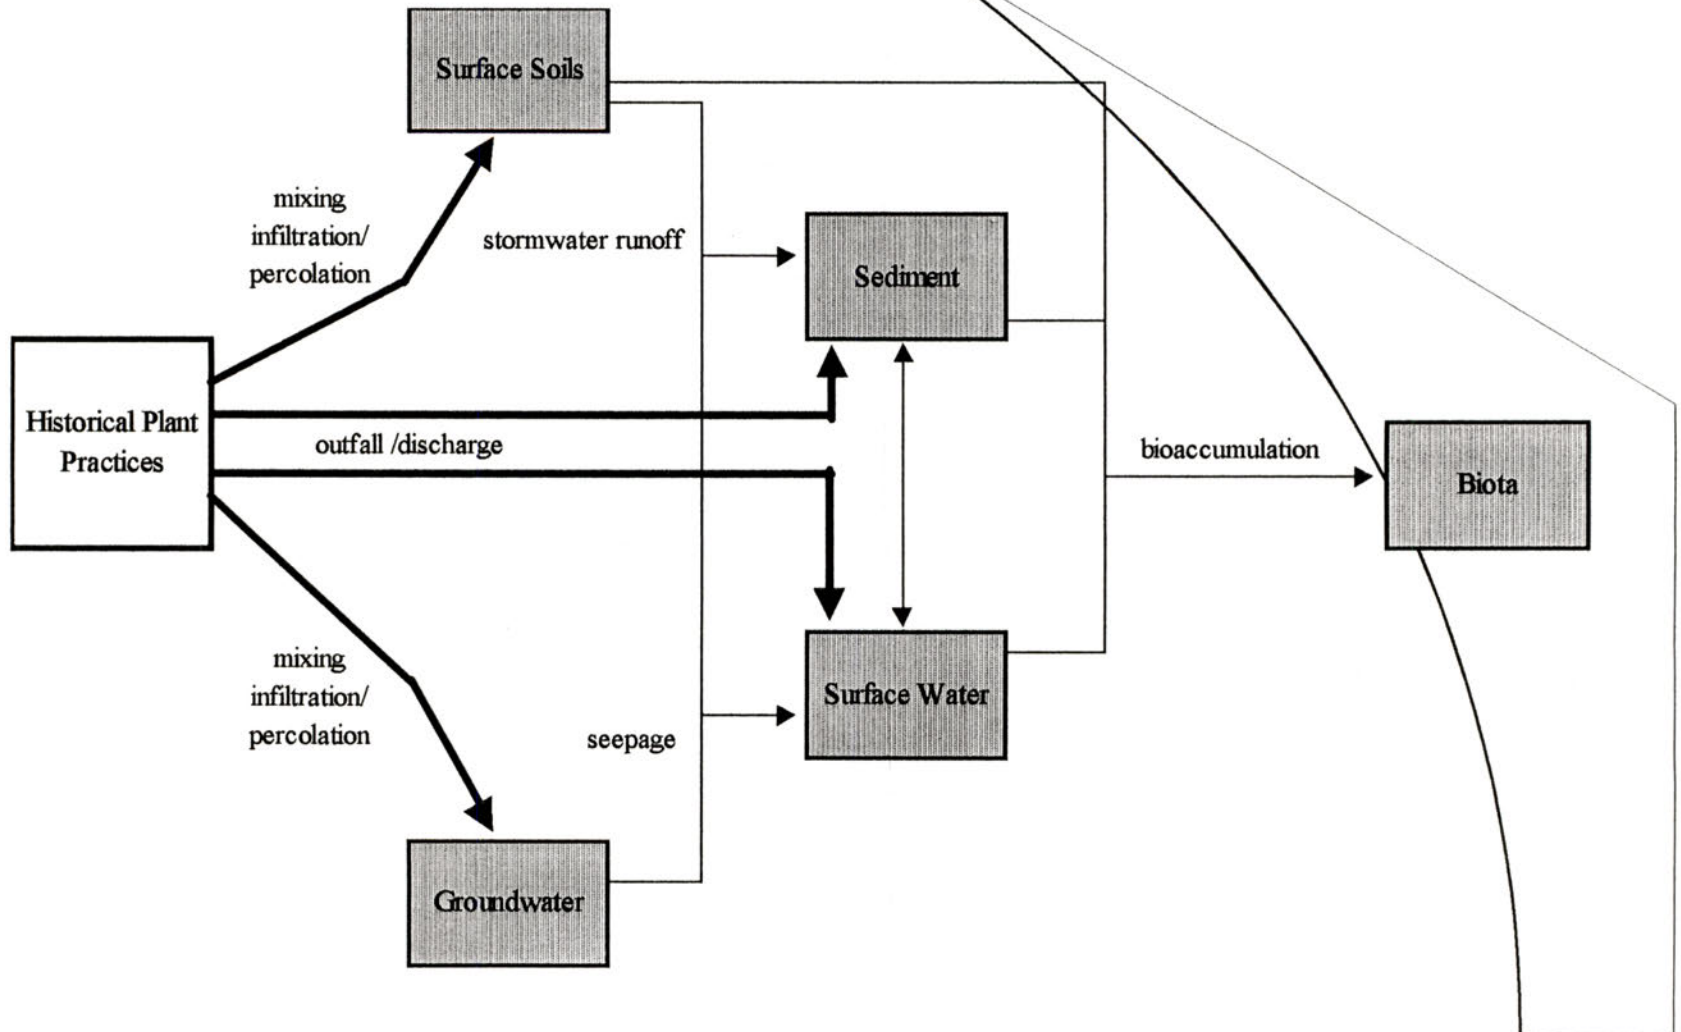 Surface Soils
mixing
infiltration/
percolation
stormwater runoff
Sediment
Historical Plant
Practices
outfall /discharge
bioaccumulation
Biota
mixing
infiltration/
percolation
Surface Water
seepage
Groundwater